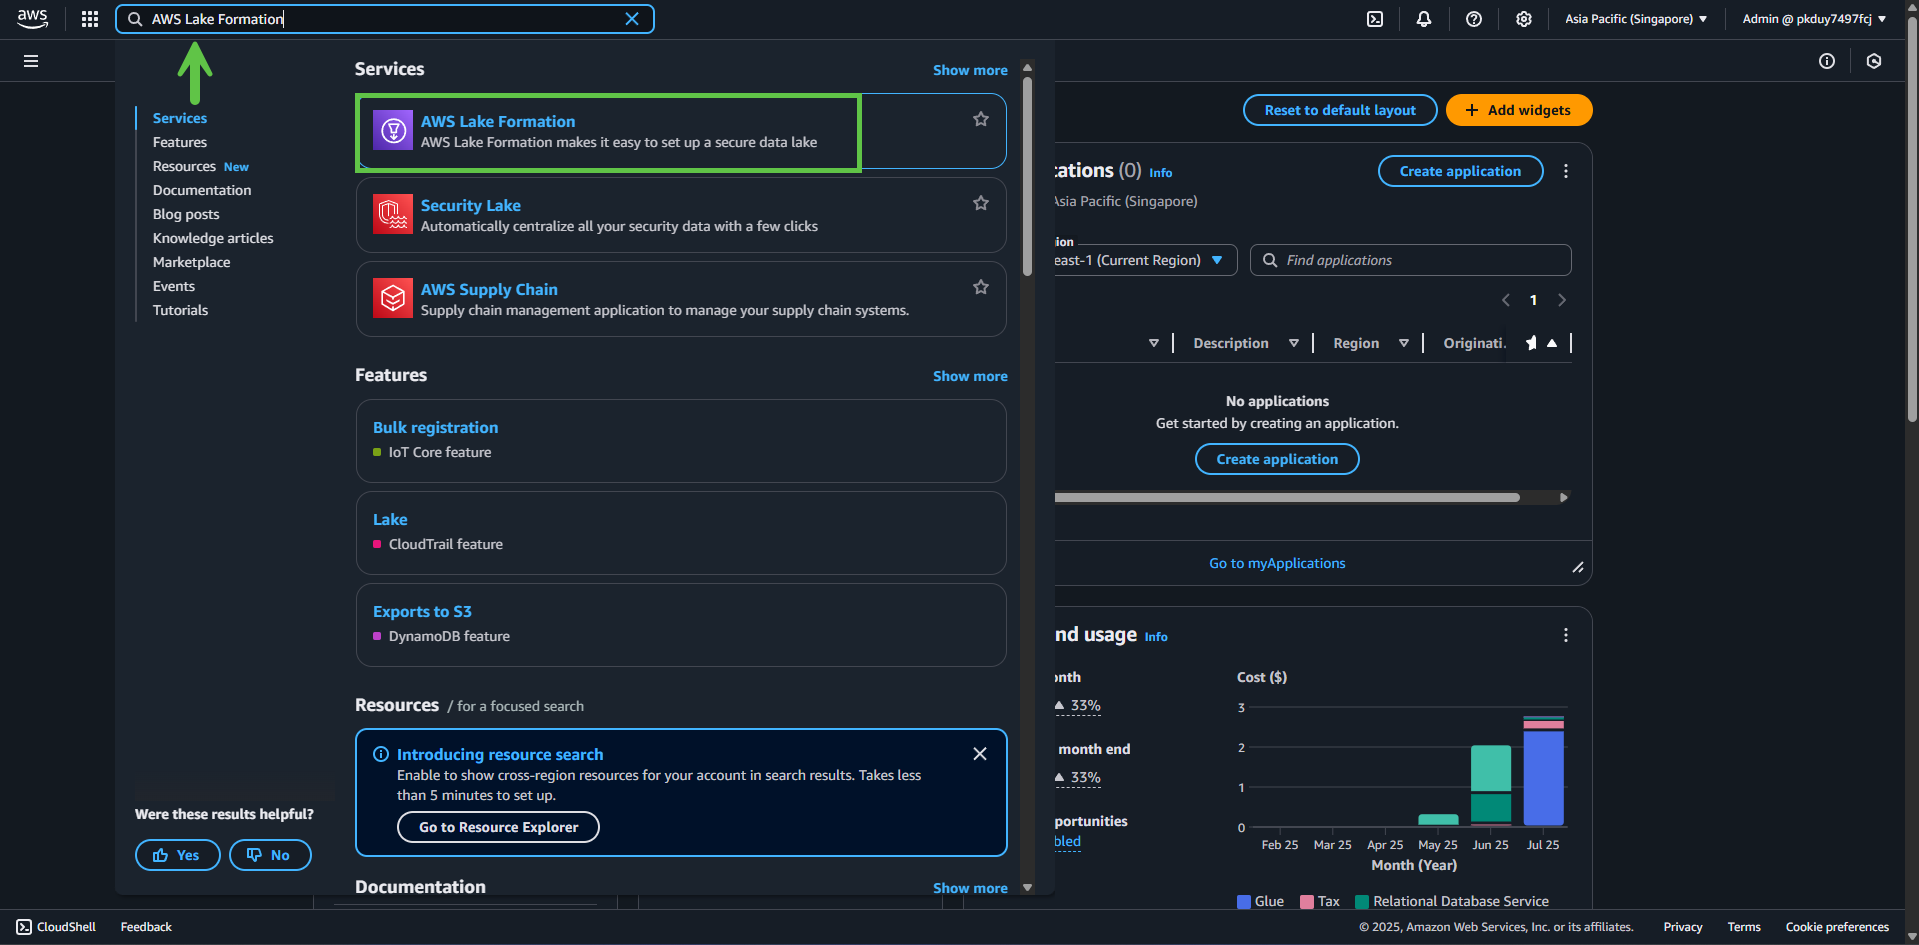 aws
AWS Lake Formation
Asia Pacific (Singapore)
Admin @ pkduy7497fcj
Services
Features
Resources New
Documentation
Blog posts
Knowledge articles
Marketplace
Events
Tutorials
Were these results helpful?
Yes
No
Services
Show more
AWS Lake Formation
AWS Lake Formation makes it easy to set up a secure data lake
Security Lake
Automatically centralize all your security data with a few clicks
AWS Supply Chain
Supply chain management application to manage your supply chain systems.
Features
Show more
Bulk registration
IoT Core feature
Lake
CloudTrail feature
Exports to S3
DynamoDB feature
Resources / for a focused search
Introducing resource search
Enable to show cross-region resources for your account in search results. Takes less
than 5 minutes to set up.
Go to Resource Explorer
Documentation
Show more
Reset to default layout
+ Add widgets
cations (0) Info
Create application
Asia Pacific (Singapore)
ion
east-1 (Current Region)
Find applications
1
Description
Region
Originati.
No applications
Get started by creating an application.
Create application
Go to myApplications
nd usage Info
onth
33%
month end
33%
portunities
bled
Cost ($)
3
2
1
0
Feb 25
Mar 25
Apr 25
May 25
Jun 25
Jul 25
Month (Year)
Glue
Tax
Relational Database Service
CloudShell
Feedback
© 2025, Amazon Web Services, Inc. or its affiliates.
Privacy
Terms
Cookie preferences